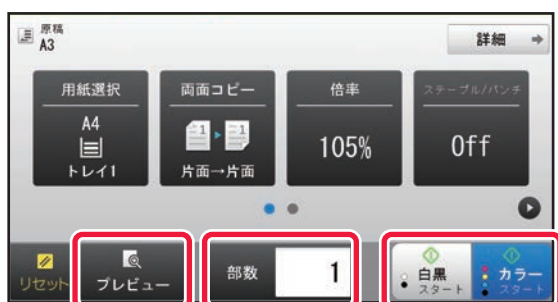 原稿
A3
詳細
用紙選択
A4
トレイ1
両面コピー
1 1
片面→片面
倍率
105%
ステープル/パンチ
Off
リセット
プレビュー
部数
1
白黒
スタート
カラー
スタート